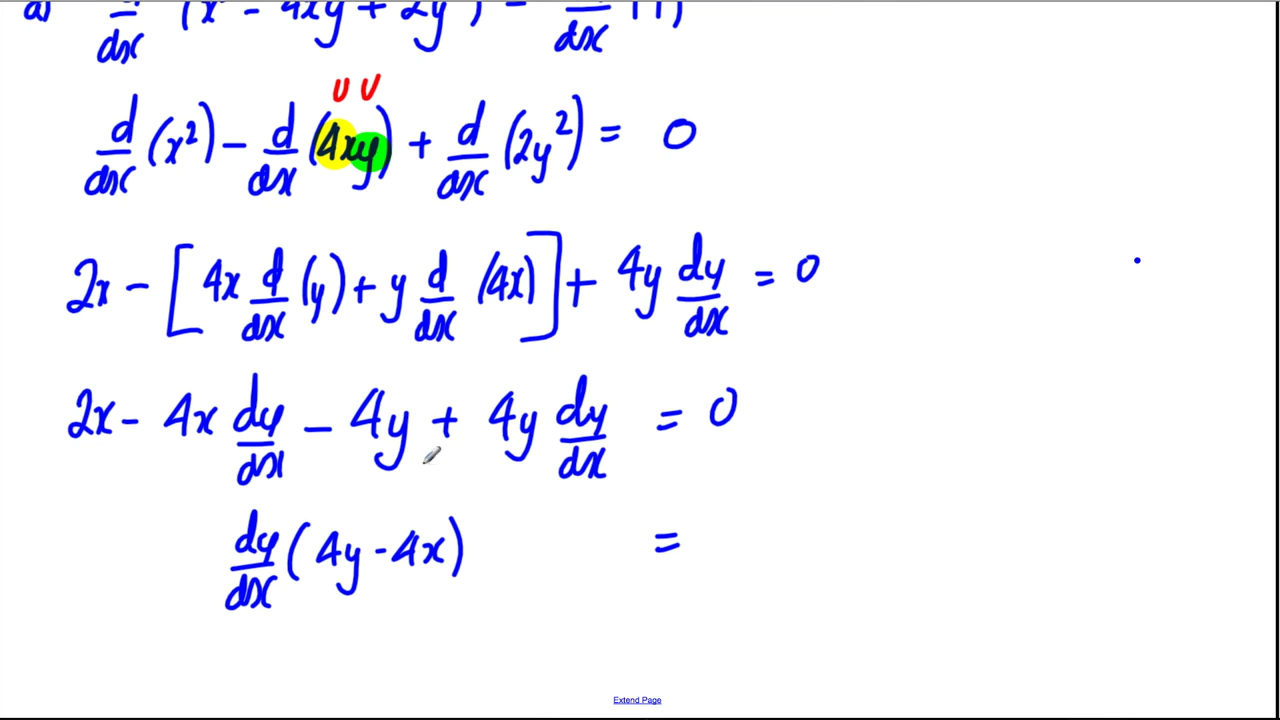 a) d/dx (x² - 4xy + 2y²) = d/dx (1)
U V
d/dx (x²) - d/dx (4xy) + d/dx (2y²) = 0
2x - [4x d/dx (y) + y d/dx (4x)] + 4y dy/dx = 0
2x - 4x dy/dx - 4y + 4y dy/dx = 0
dy/dx (4y - 4x) =
Extend Page